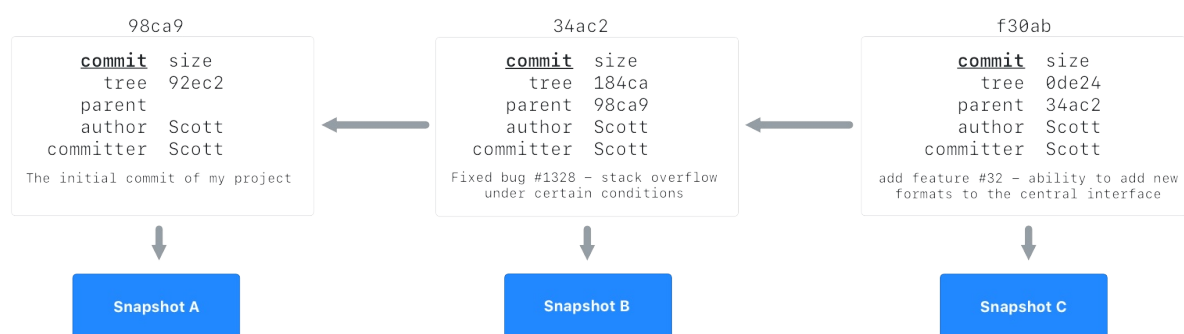 98ca9
commit size
tree 92ec2
parent
author Scott
committer Scott
The initial commit of my project
Snapshot A
34ac2
commit size
tree 184ca
parent 98ca9
author Scott
committer Scott
Fixed bug #1328 – stack overflow
under certain conditions
Snapshot B
f30ab
commit size
tree 0de24
parent 34ac2
author Scott
committer Scott
add feature #32 – ability to add new
formats to the central interface
Snapshot C